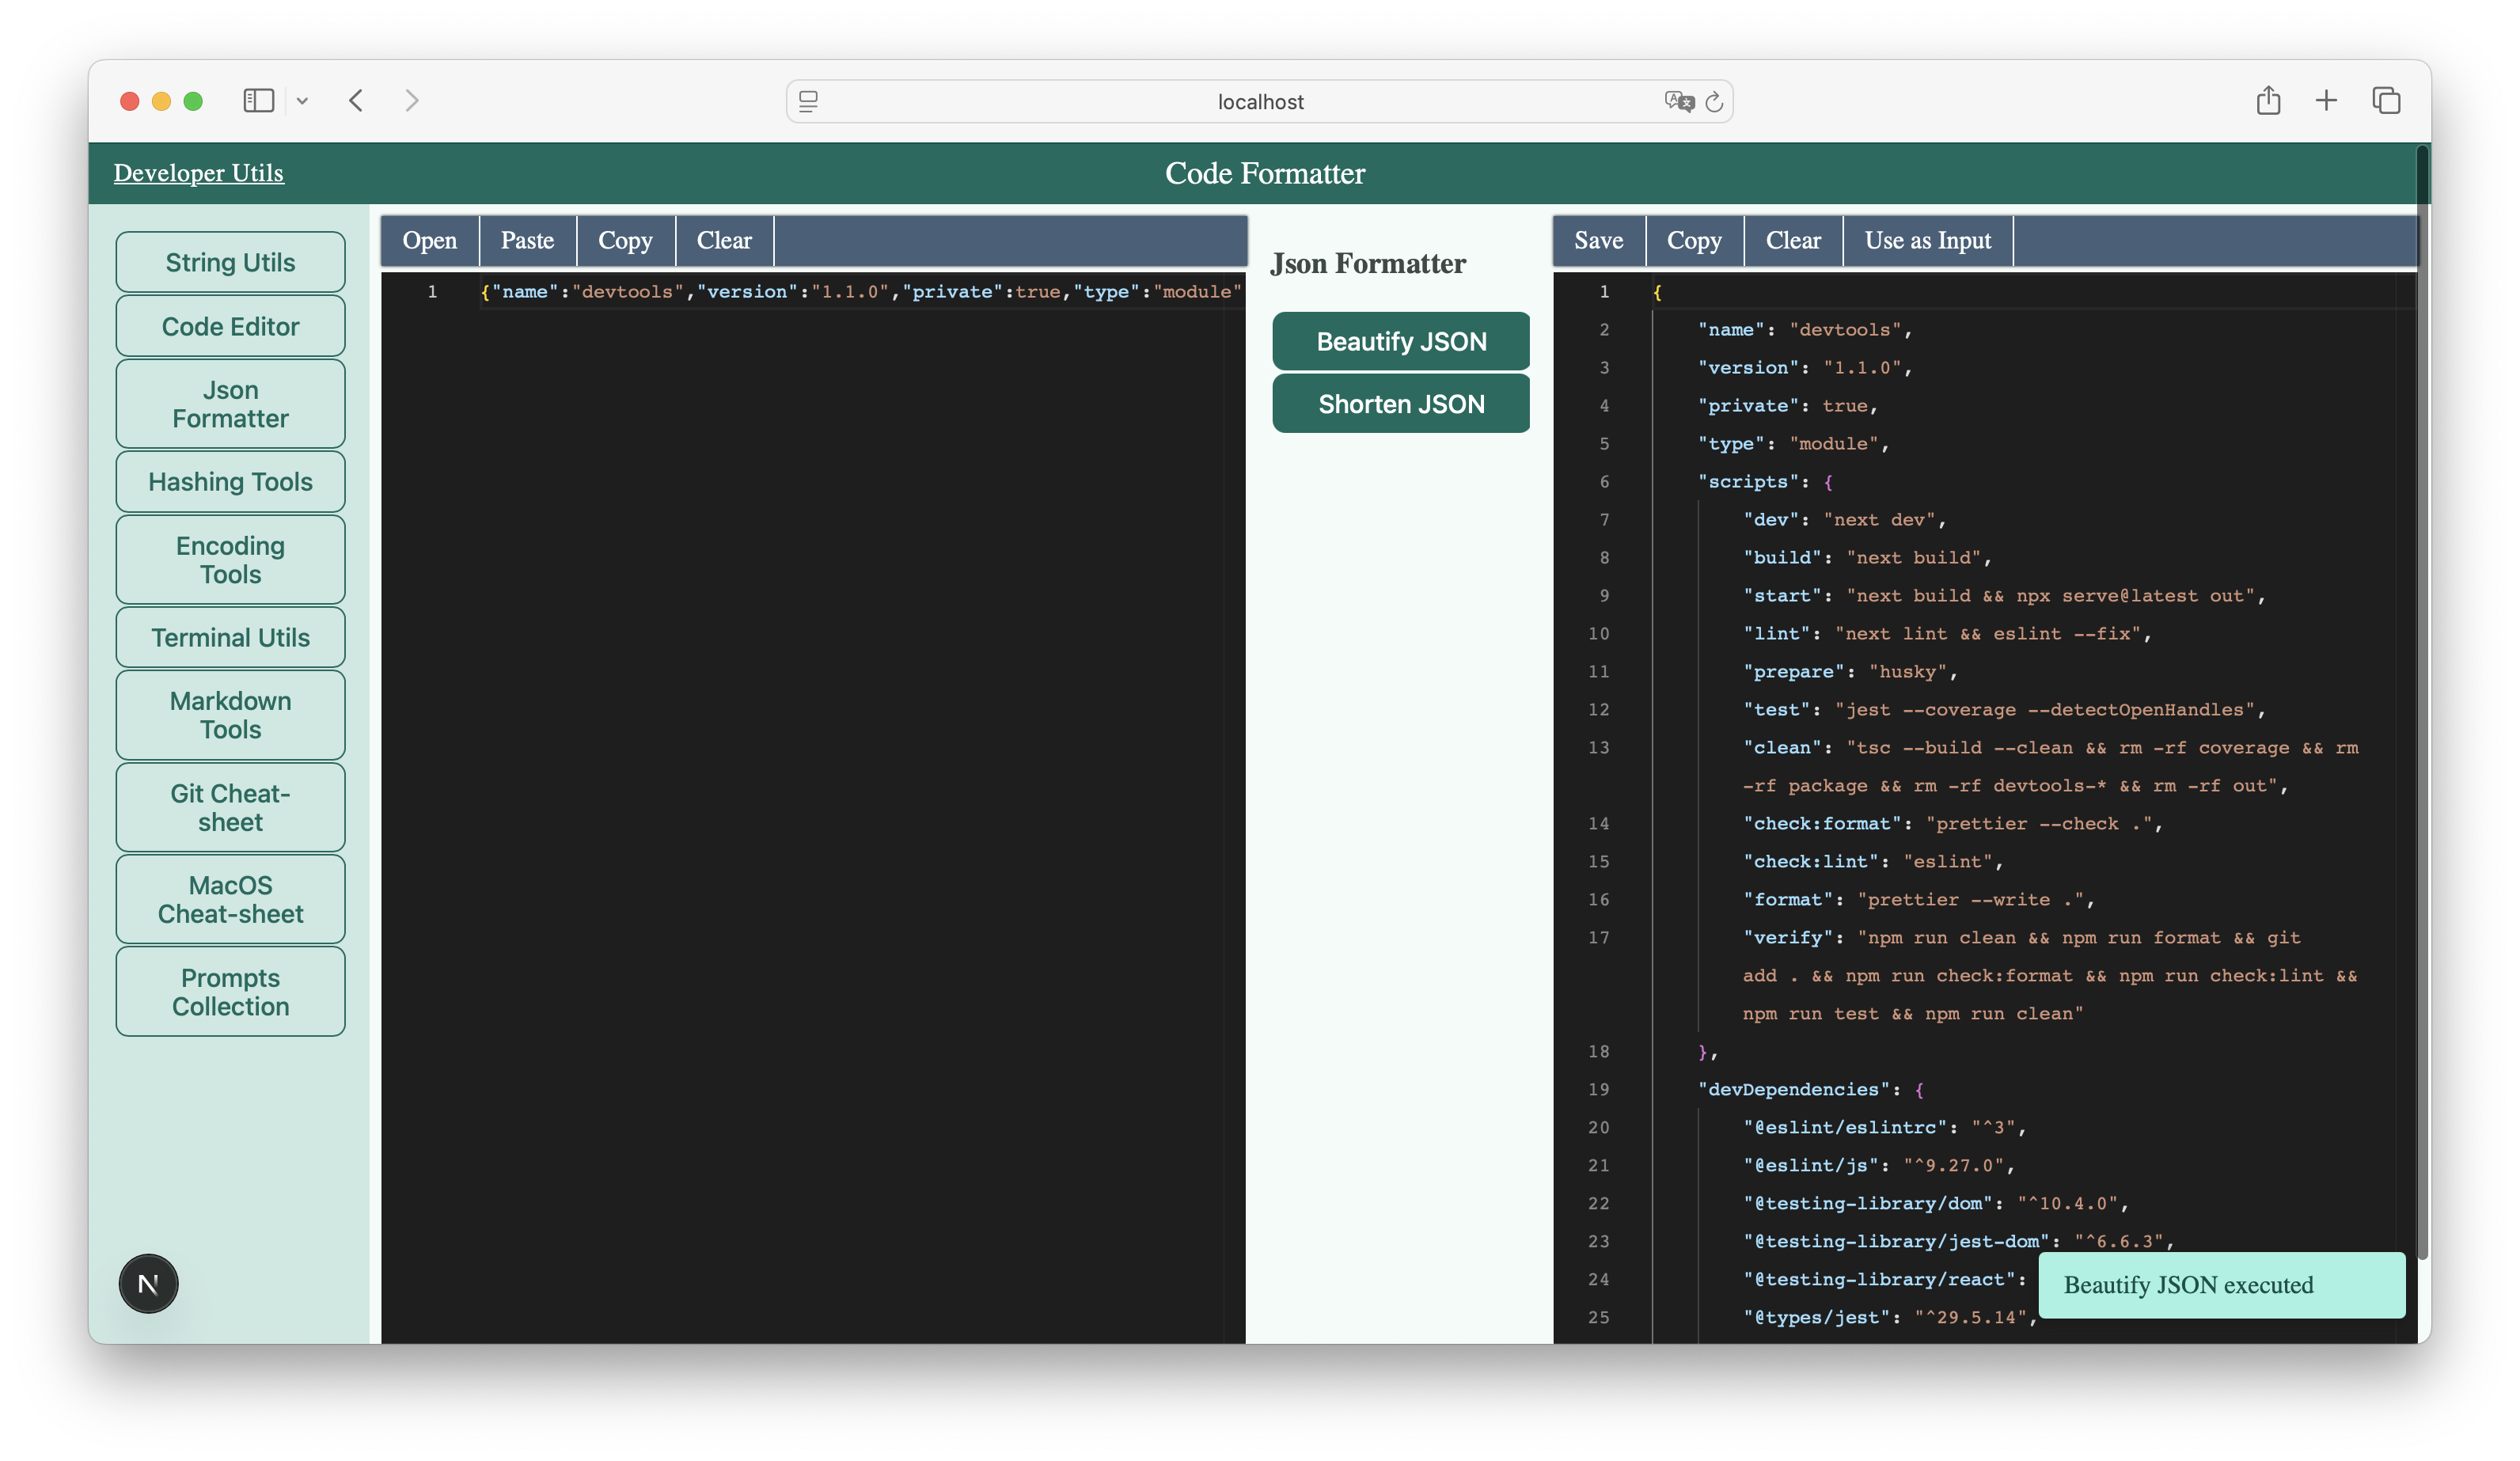 localhost
Developer Utils
Code Formatter
String Utils
Code Editor
Json
Formatter
Hashing Tools
Encoding
Tools
Terminal Utils
Markdown
Tools
Git Cheat-
sheet
MacOS
Cheat-sheet
Prompts
Collection
N
Open Paste Copy Clear
1 {"name":"devtools","version":"1.1.0","private":true,"type":"module"
Json Formatter
Beautify JSON
Shorten JSON
Save Copy Clear Use as Input
1 {
2 "name": "devtools",
3 "version": "1.1.0",
4 "private": true,
5 "type": "module",
6 "scripts": {
7 "dev": "next dev",
8 "build": "next build",
9 "start": "next build && npx serve@latest out",
10 "lint": "next lint && eslint --fix",
11 "prepare": "husky",
12 "test": "jest --coverage --detectOpenHandles",
13 "clean": "tsc --build --clean && rm -rf coverage && rm
-rf package && rm -rf devtools-* && rm -rf out",
14 "check:format": "prettier --check .",
15 "check:lint": "eslint",
16 "format": "prettier --write .",
17 "verify": "npm run clean && npm run format && git
add . && npm run check:format && npm run check:lint &&
npm run test && npm run clean"
18 },
19 "devDependencies": {
20 "@eslint/eslintrc": "^3",
21 "@eslint/js": "^9.27.0",
22 "@testing-library/dom": "^10.4.0",
23 "@testing-library/jest-dom": "^6.6.3",
24 "@testing-library/react":
25 "@types/jest": "^29.5.14",
Beautify JSON executed